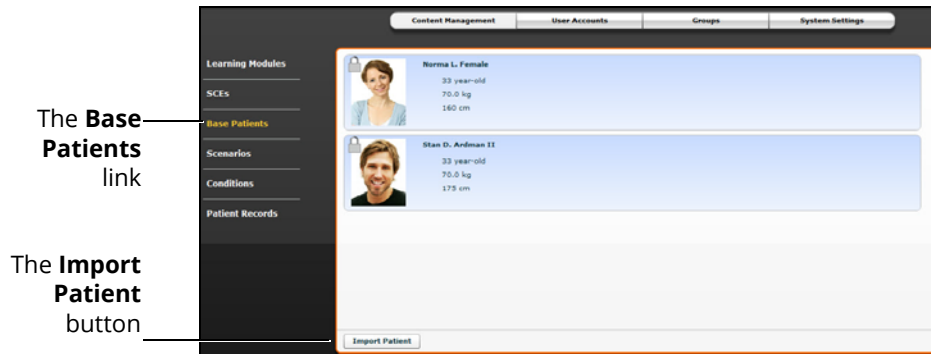 Content Management
User Accounts
Groups
System Settings
Learning Modules
SCEs
Base Patients
Scenarios
Conditions
Patient Records
Norma L. Female
33 year-old
70.0 kg
160 cm
Stan D. Ardman II
33 year-old
70.0 kg
175 cm
Import Patient
The Base
Patients
link
The Import
Patient
button